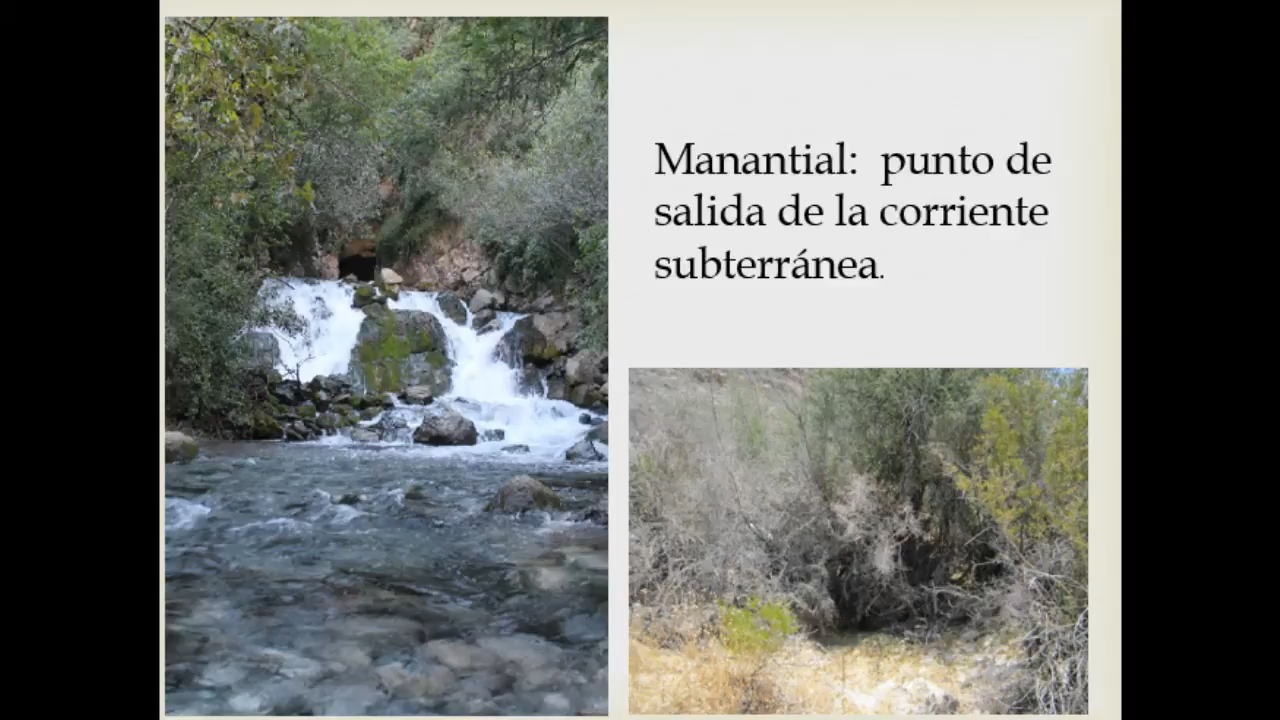 Manantial: punto de
salida de la corriente
subterránea.